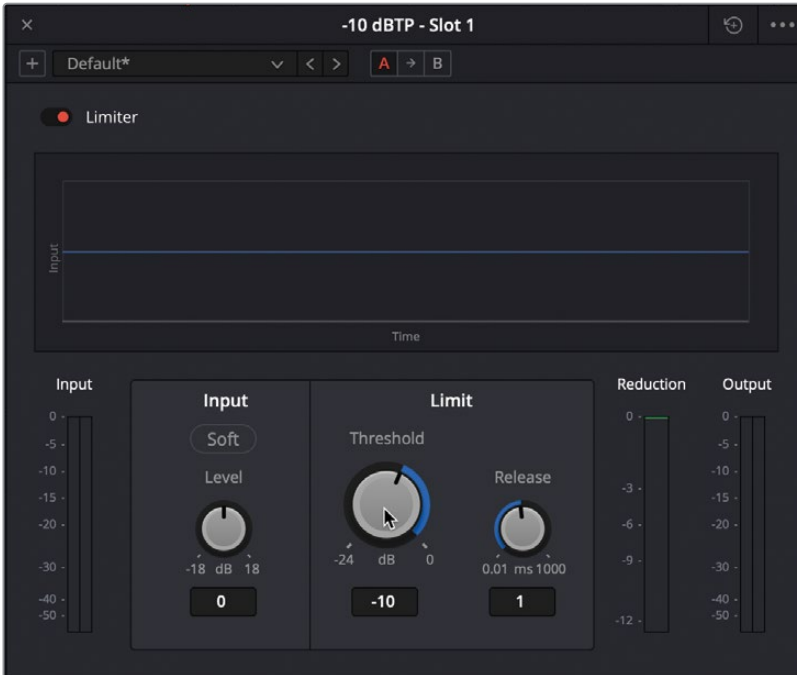 -10 dBTP - Slot 1
Default*
A
B
Limiter
Input
Time
Input
0
-5
-10
-15
-20
-30
-40
-50
Input
Soft
Level
-18 dB 18
0
Limit
Threshold
-24 dB 0
-10
Release
0.01 ms 1000
1
Reduction
0
-3
-6
-9
-12
Output
0
-5
-10
-15
-20
-30
-40
-50